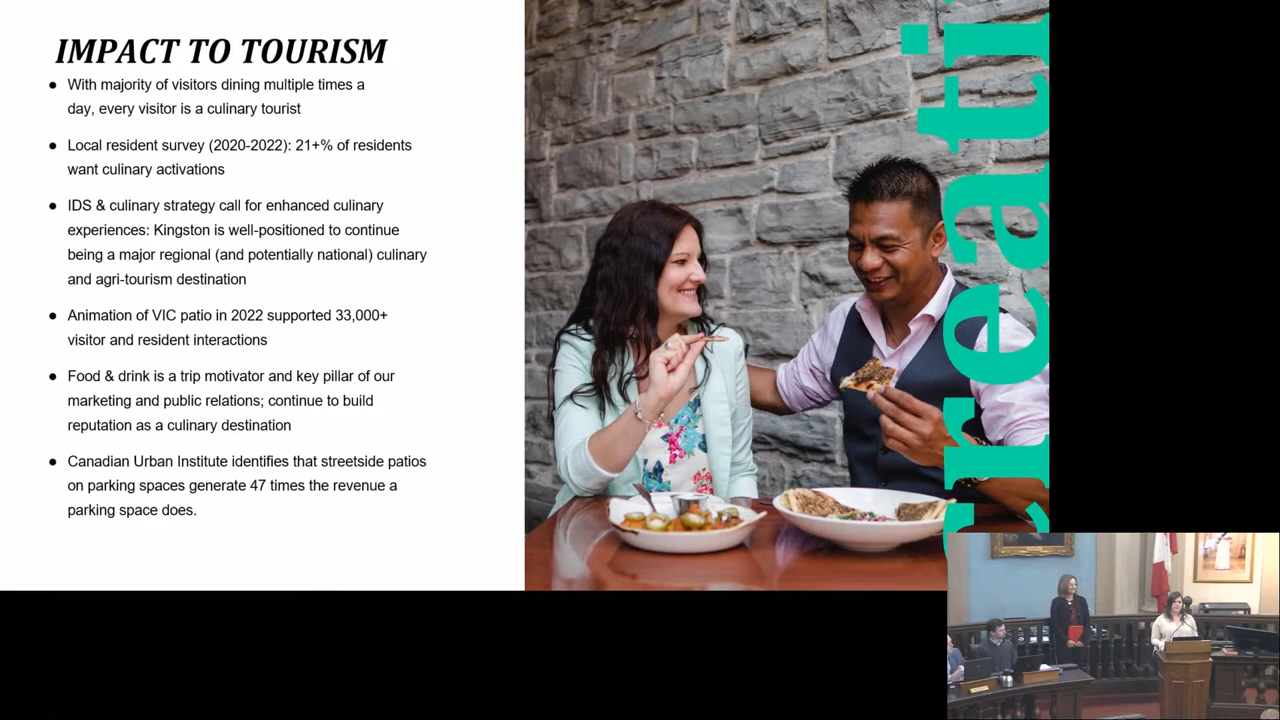 IMPACT TO TOURISM
● With majority of visitors dining multiple times a
day, every visitor is a culinary tourist
● Local resident survey (2020-2022): 21+% of residents
want culinary activations
● IDS & culinary strategy call for enhanced culinary
experiences: Kingston is well-positioned to continue
being a major regional (and potentially national) culinary
and agri-tourism destination
● Animation of VIC patio in 2022 supported 33,000+
visitor and resident interactions
● Food & drink is a trip motivator and key pillar of our
marketing and public relations; continue to build
reputation as a culinary destination
● Canadian Urban Institute identifies that streetside patios
on parking spaces generate 47 times the revenue a
parking space does.
creati